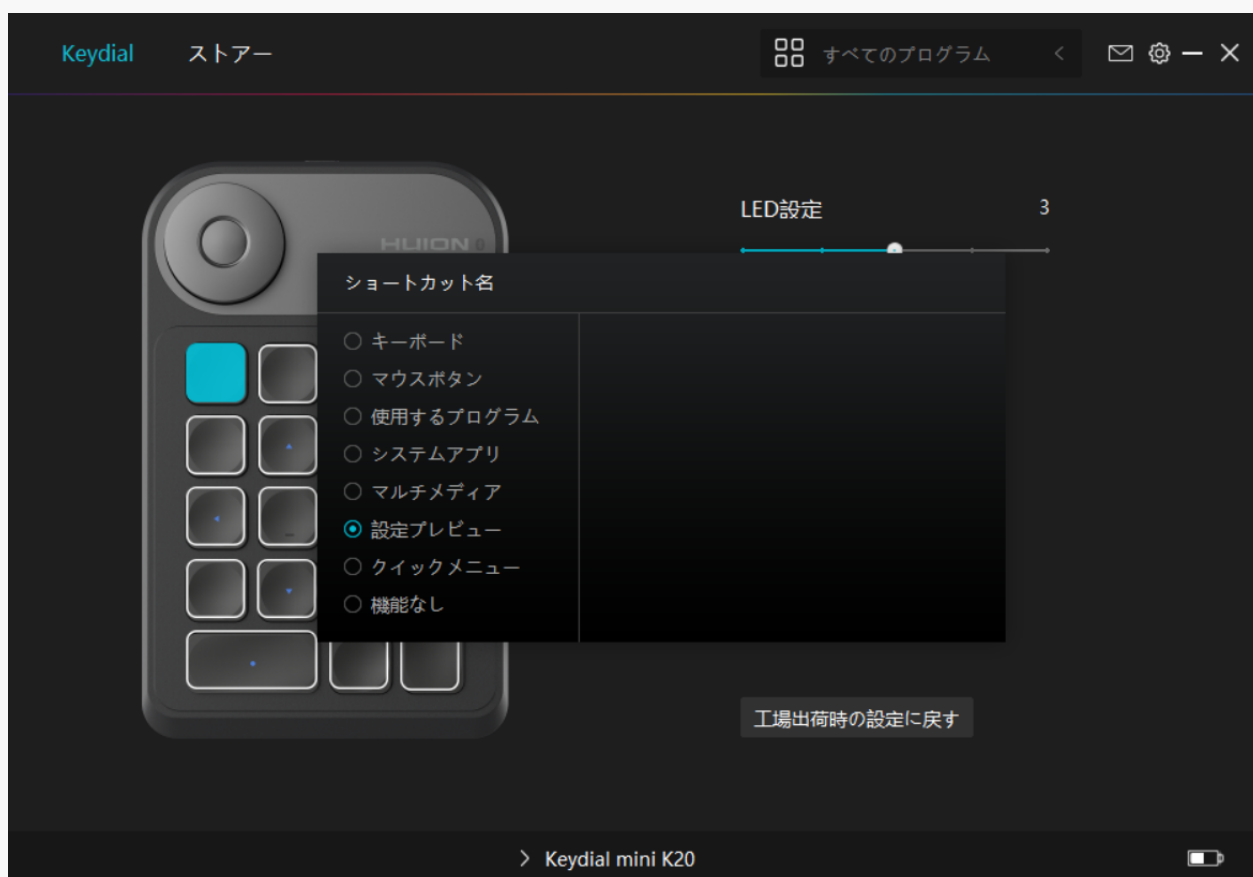 Keydial
ストアー
すべてのプログラム
LED設定
3
HUION
ショートカット名
キーボード
マウスボタン
使用するプログラム
システムアプリ
マルチメディア
設定プレビュー
クイックメニュー
機能なし
工場出荷時の設定に戻す
Keydial mini K20